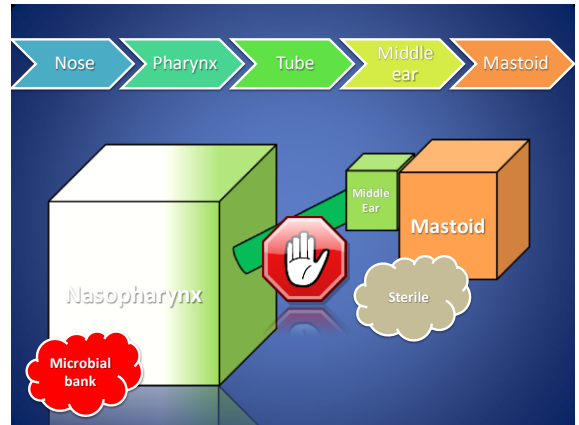 Nose
Pharynx
Tube
Middle
ear
Mastoid
Middle
Ear
Mastoid
Nasopharynx
Sterile
Microbial
bank